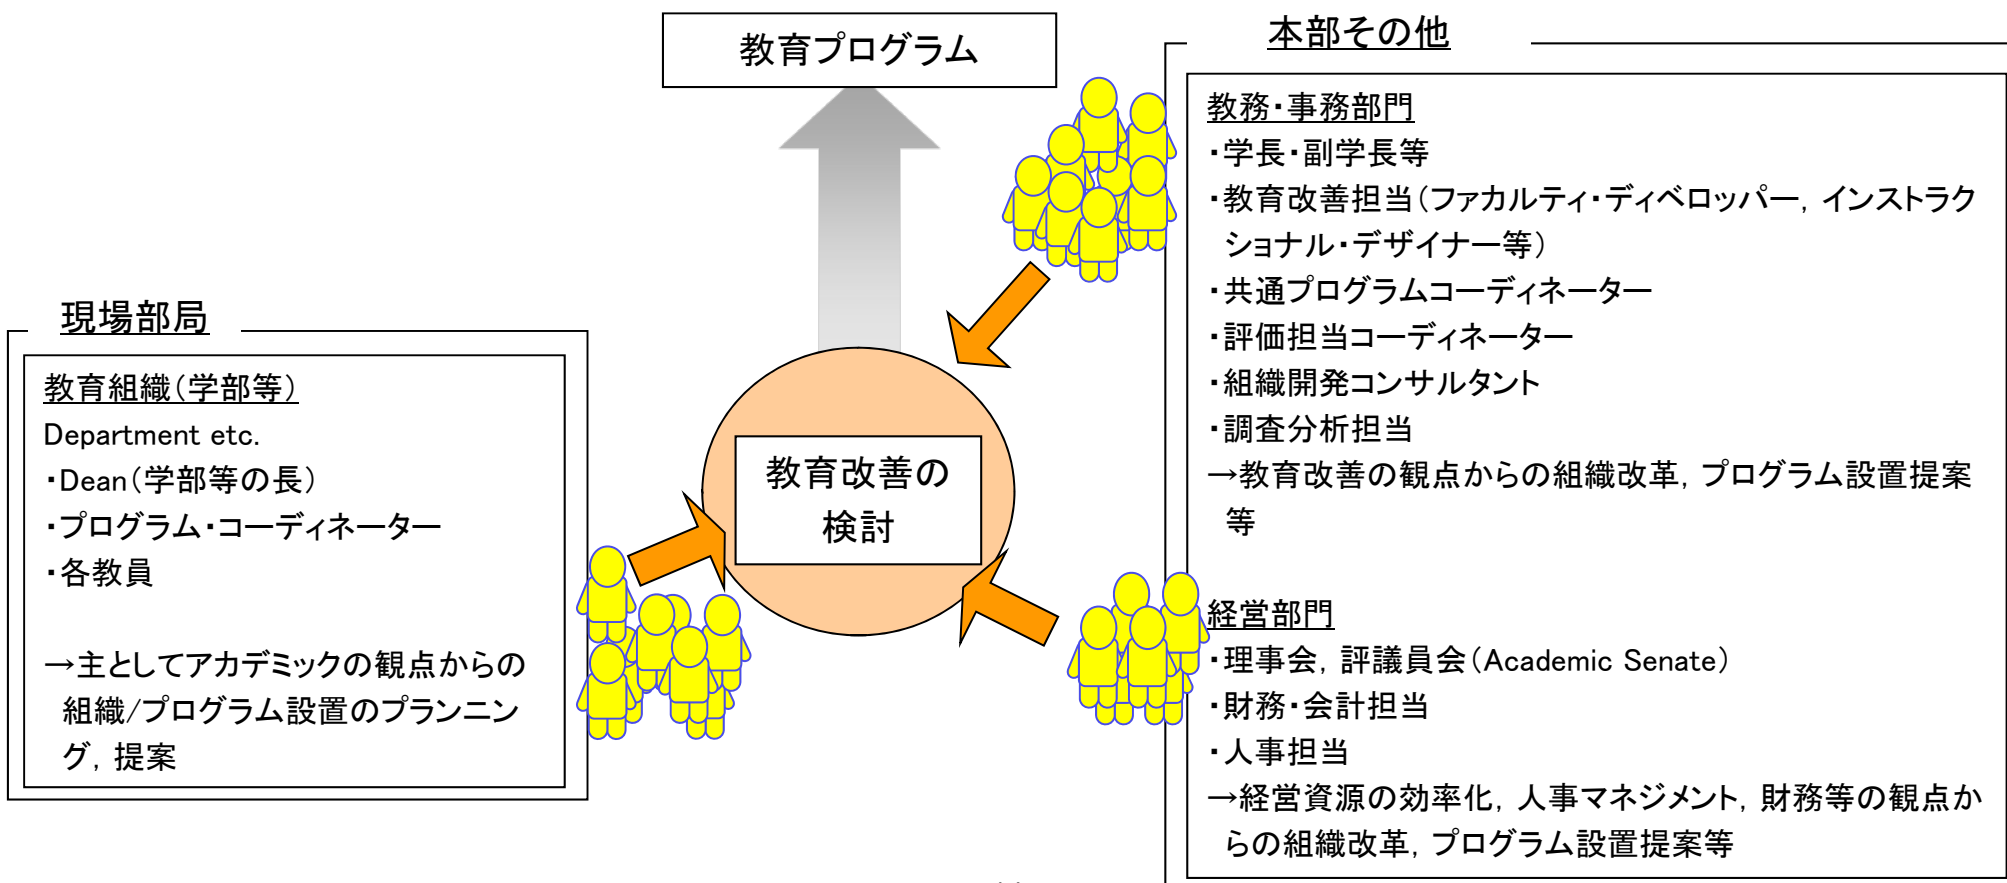 教育プログラム
本部その他
教務・事務部門
・学長・副学長等
・教育改善担当（ファカルティ・ディベロッパー，インストラク
ショナル・デザイナー等）
・共通プログラムコーディネーター
・評価担当コーディネーター
・組織開発コンサルタント
・調査分析担当
→教育改善の観点からの組織改革，プログラム設置提案
等
経営部門
・理事会，評議員会（Academic Senate）
・財務・会計担当
・人事担当
→経営資源の効率化，人事マネジメント，財務等の観点か
らの組織改革，プログラム設置提案等
現場部局
教育組織（学部等）
Department etc.
・Dean（学部等の長）
・プログラム・コーディネーター
・各教員
→主としてアカデミックの観点からの
組織/プログラム設置のプランニン
グ，提案
教育改善の
検討